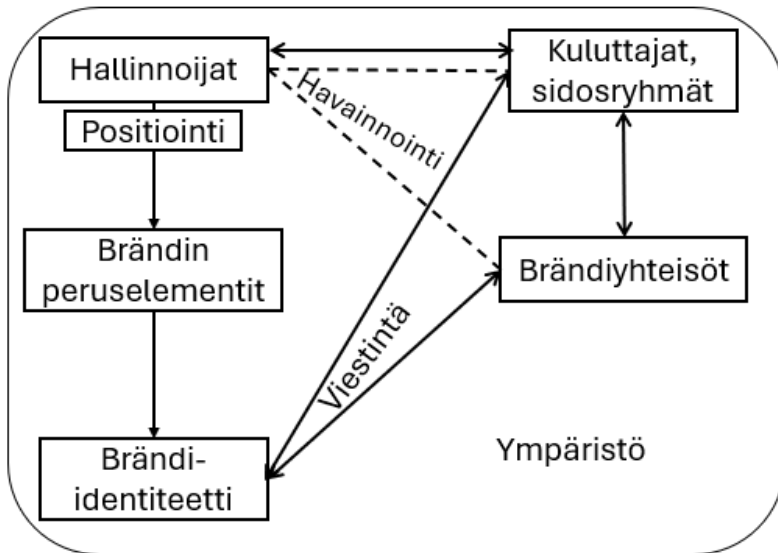 Hallinnoijat
Positiointi
Brändin
peruselementit
Brändi-
identiteetti
Havainnointi
Viestintä
Kuluttajat,
sidosryhmät
Brändiyhteisöt
Ympäristö